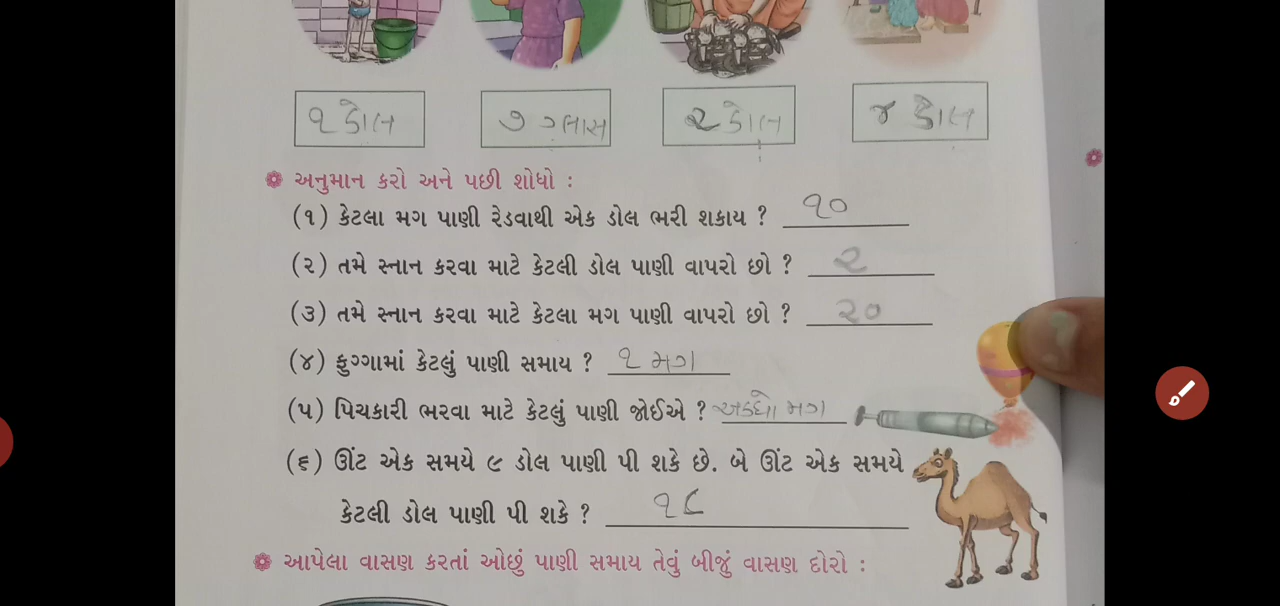 ૧ ડોલ ૭ ગ્લાસ ૨ ડોલ ૪ ડોલ
અનુમાન કરો અને પછી શોધો :
(૧) કેટલા મગ પાણી રેડવાથી એક ડોલ ભરી શકાય ? ૧૦
(૨) તમે સ્નાન કરવા માટે કેટલી ડોલ પાણી વાપરો છો ? ૨
(૩) તમે સ્નાન કરવા માટે કેટલા મગ પાણી વાપરો છો ? ૨૦
(૪) ફુગ્ગામાં કેટલું પાણી સમાય ? ૧ મગ
(૫) પિચકારી ભરવા માટે કેટલું પાણી જોઈએ ? અડધો મગ
(૬) ઊંટ એક સમયે ૯ ડોલ પાણી પી શકે છે. બે ઊંટ એક સમયે
કેટલી ડોલ પાણી પી શકે ? ૧૮
આપેલા વાસણ કરતાં ઓછું પાણી સમાય તેવું બીજું વાસણ દોરો :